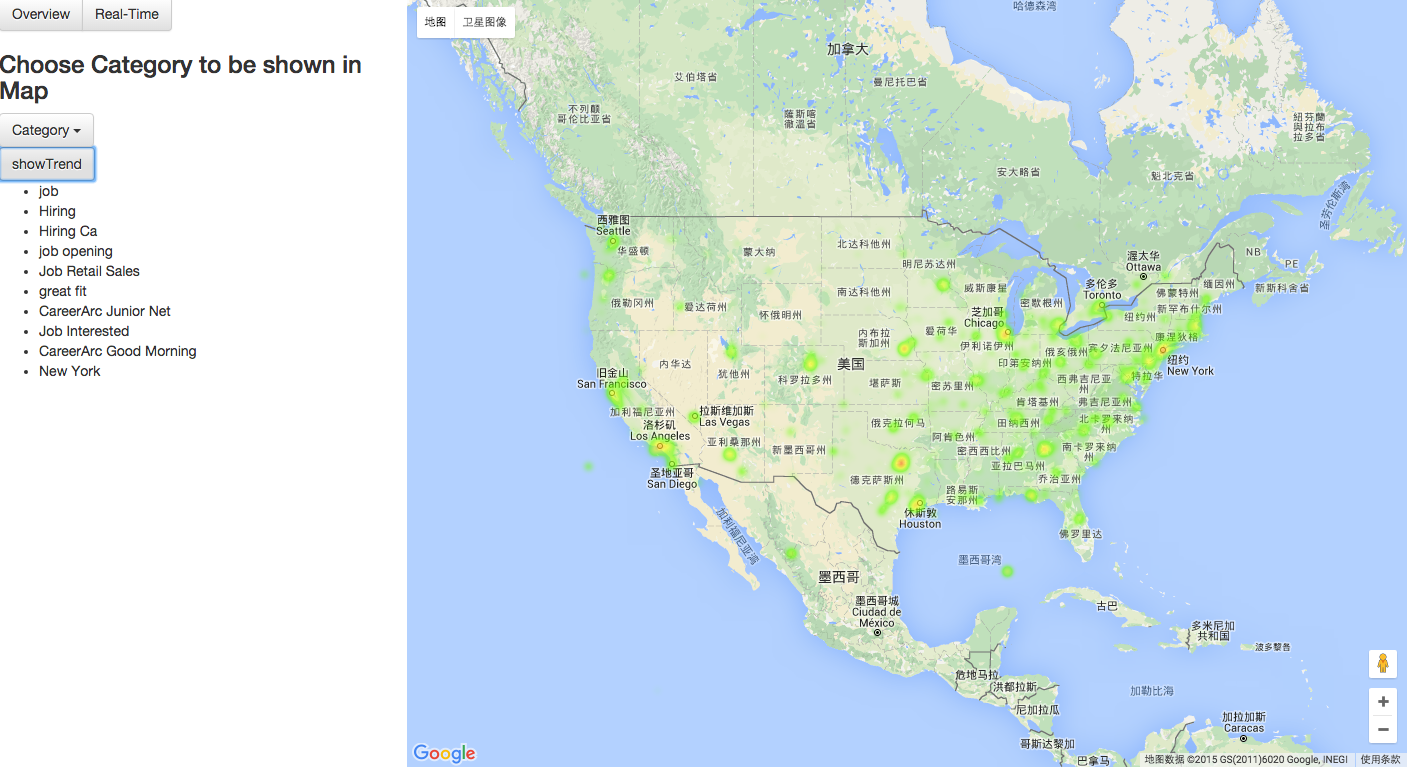 Overview
Real-Time
Choose Category to be shown in
Map
Category
showTrend
job
Hiring
Hiring Ca
job opening
Job Retail Sales
great fit
CareerArc Junior Net
Job Interested
CareerArc Good Morning
New York
地图
卫星图像
哈德森湾
加拿大
艾伯塔省
曼尼托巴省
不列颠
哥伦比亚省
薩斯喀
徹溫省
紐芬蘭
與拉布
拉多省
安大略省
魁北克省
圣劳伦斯湾
西雅图
Seattle
华盛顿
蒙大纳
北达科他州
明尼苏达州
渥太华
Ottawa
NB
PE
缅因州
新斯科舍省
俄勒冈州
爱达荷州
怀俄明州
南达科他州
威斯康星
密歇根州
多伦多
Toronto
佛蒙特州
新罕布什尔州
纽约州
芝加哥
Chicago
内布拉
斯加州
爱荷华
伊利诺伊州
康涅狄格
宾夕法尼亚州
俄亥俄州
印第安纳州
纽约
New York
内华达
犹他州
科罗拉多州
美国
堪萨斯
密苏里州
西弗吉尼亚
州
特拉华
旧金山
San Francisco
肯塔基州
弗吉尼亚州
加利福尼亚州
拉斯维加斯
Las Vegas
洛杉矶
Los Angeles
亚利桑那州
新墨西哥州
俄克拉何马
阿肯色州
田纳西州
北卡罗来纳
州
密西西比州
南卡罗来纳
州
亚拉巴马州
圣地亚哥
San Diego
德克萨斯州
路易斯
安那州
乔治亚州
休斯敦
Houston
佛罗里达
加利福尼亚湾
墨西哥湾
墨西哥
墨西哥城
Ciudad de
México
古巴
多米尼加
共和国
波多黎各
危地马拉
洪都拉斯
尼加拉瓜
加勒比海
加拉加斯
Caracas
哥斯达黎加
巴拿马
Google
地图数据 ©2015 GS(2011)6020 Google, INEGI
使用条款